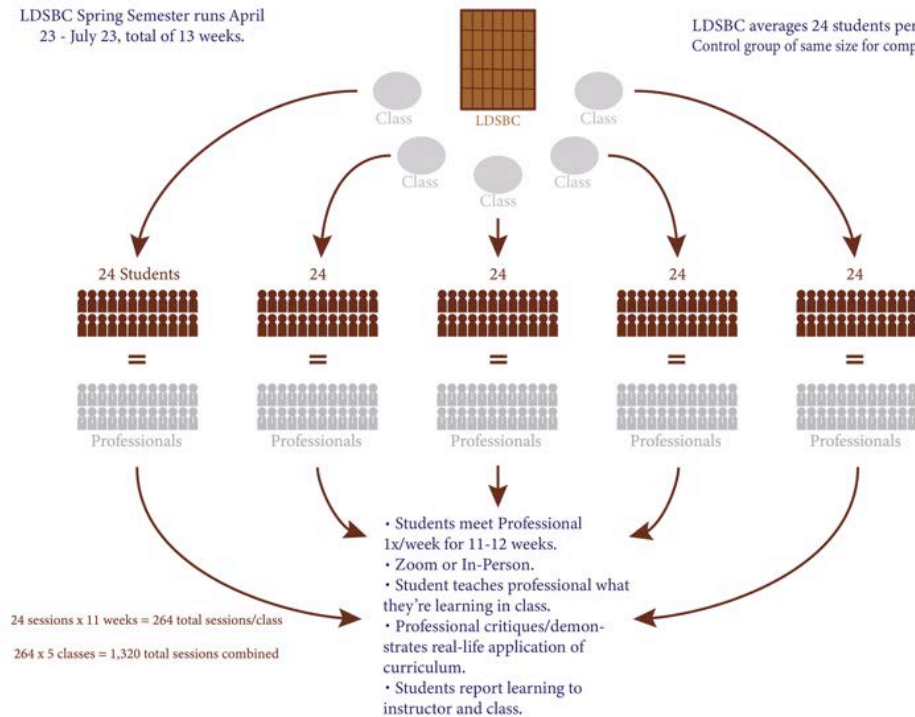 LDSBC Spring Semester runs April
23 - July 23, total of 13 weeks.
LDSBC averages 24 students per
Control group of same size for
Class
LDSBC
Class
Class
Class
Class
24 Students
24
24
24
24
=
=
=
=
=
Professionals
Professionals
Professionals
Professionals
Professionals
• Students meet Professional
1x/week for 11-12 weeks.
• Zoom or In-Person.
• Student teaches professional what
they're learning in class.
• Professional critiques/demon-
strates real-life application of
curriculum.
• Students report learning to
instructor and class.
24 sessions x 11 weeks = 264 total sessions/class
264 x 5 classes = 1,320 total sessions combined